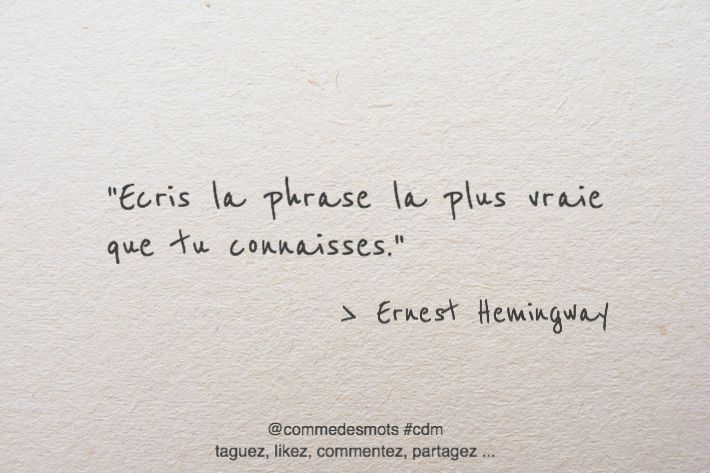 "Ecris la phrase la plus vraie
que tu connaisses."
> Ernest Hemingway
@commedesmots #cdm
taguez, likez, commentez, partagez ...